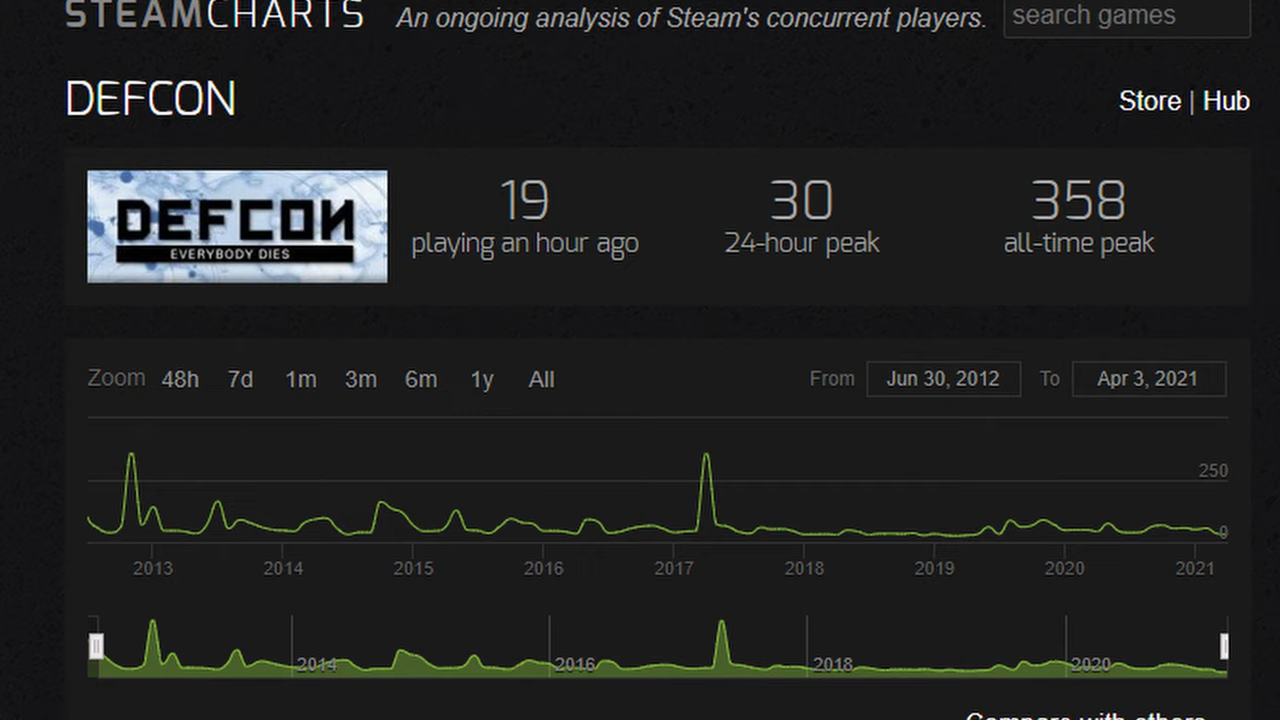 STEAMCHARTS An ongoing analysis of Steam's concurrent players. search games
DEFCON
Store | Hub
DEFCON
EVERYBODY DIES
19
playing an hour ago
30
24-hour peak
358
all-time peak
Zoom 48h 7d 1m 3m 6m 1y All
From Jun 30, 2012 To Apr 3, 2021
250
0
2013 2014 2015 2016 2017 2018 2019 2020 2021
2014 2016 2018 2020
Compare with others